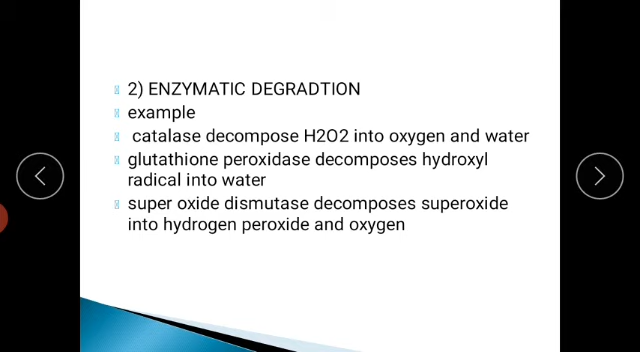 2) ENZYMATIC DEGRADTION
example
catalase decompose H2O2 into oxygen and water
glutathione peroxidase decomposes hydroxyl
radical into water
super oxide dismutase decomposes superoxide
into hydrogen peroxide and oxygen